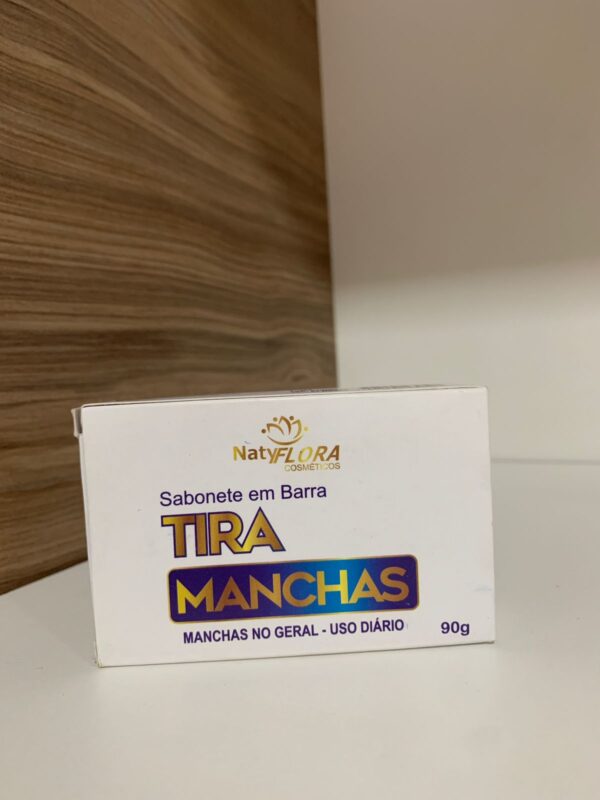 NatyFLORA
COSMÉTICOS
Sabonete em Barra
TIRA
MANCHAS
MANCHAS NO GERAL - USO DIÁRIO
90g